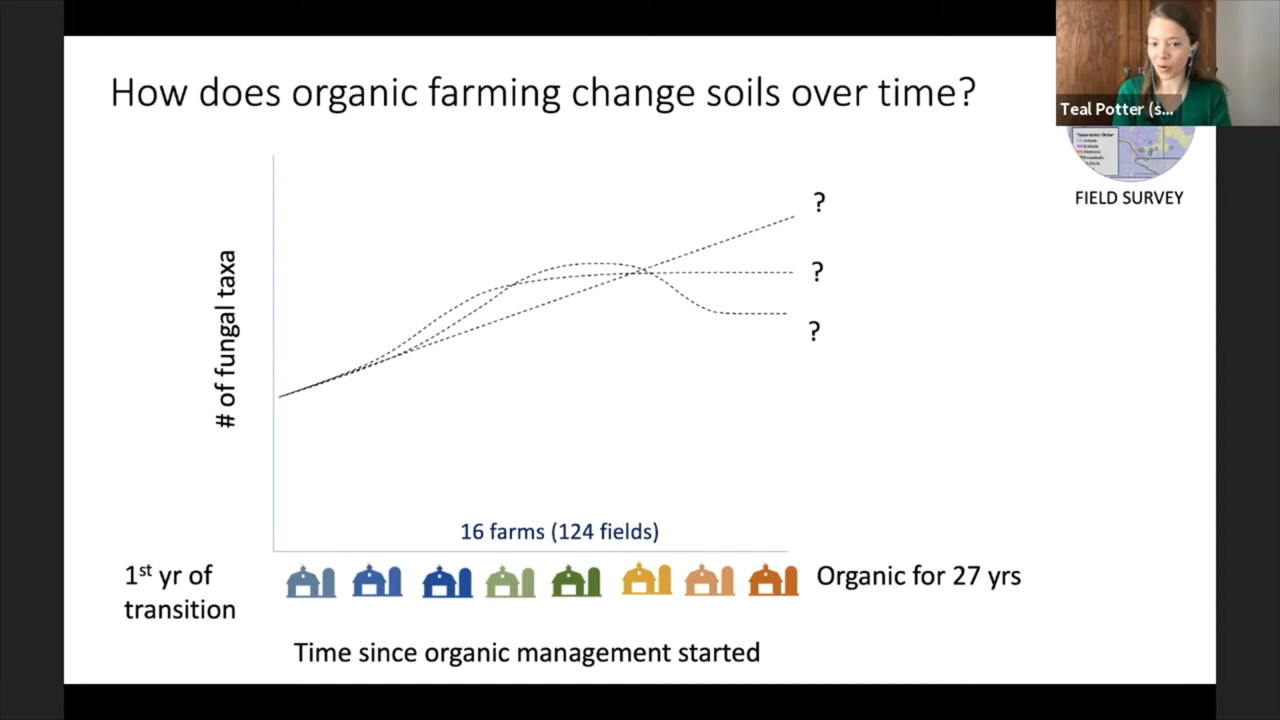 How does organic farming change soils over time?
Teal Potter (s...
FIELD SURVEY
# of fungal taxa
?
?
?
16 farms (124 fields)
1st yr of
transition
Organic for 27 yrs
Time since organic management started